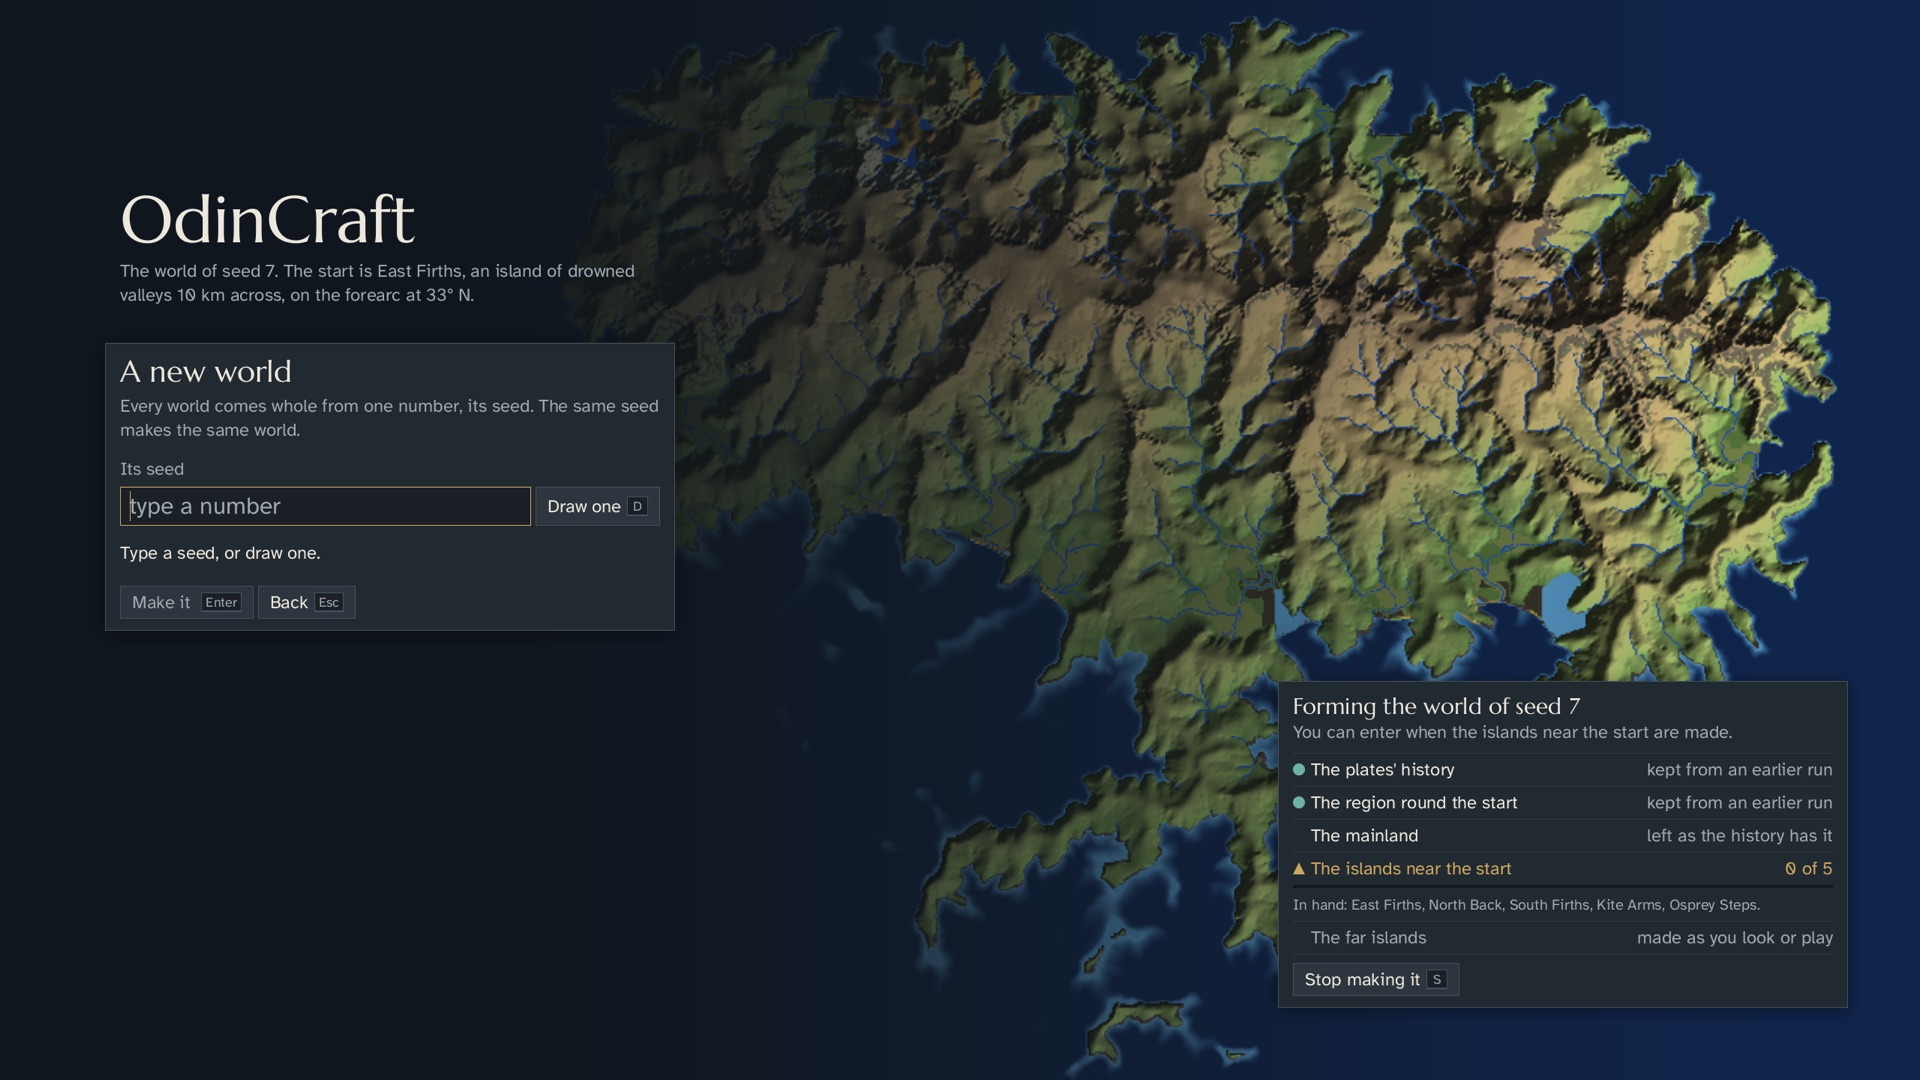 OdinCraft
The world of seed 7. The start is East Firths, an island of drowned
valleys 10 km across, on the forearc at 33° N.
A new world
Every world comes whole from one number, its seed. The same seed
makes the same world.
Its seed
type a number
Draw one D
Type a seed, or draw one.
Make it Enter
Back Esc
Forming the world of seed 7
You can enter when the islands near the start are made.
The plates' history kept from an earlier run
The region round the start kept from an earlier run
The mainland left as the history has it
The islands near the start 0 of 5
In hand: East Firths, North Back, South Firths, Kite Arms, Osprey Steps.
The far islands made as you look or play
Stop making it S